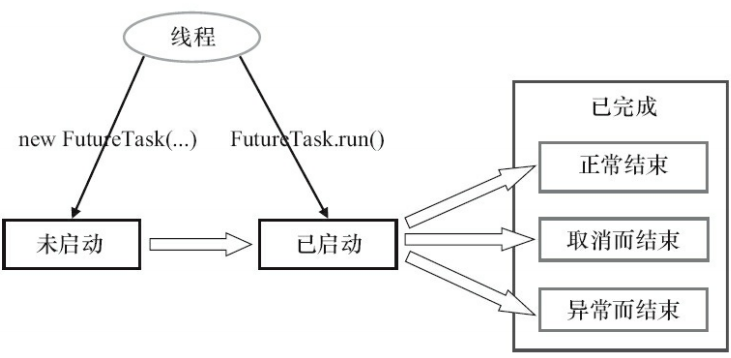 线程
new FutureTask(...)
FutureTask.run()
已完成
正常结束
未启动
已启动
取消而结束
异常而结束